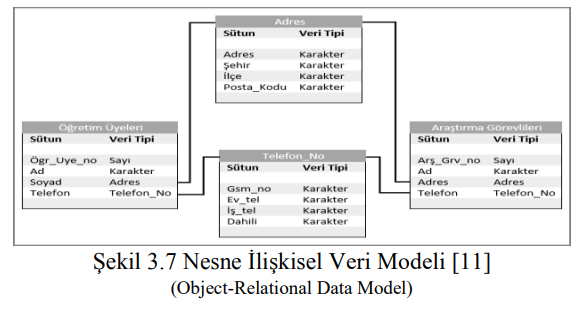 Adres
Sütun Veri Tipi
Adres Karakter
Şehir Karakter
İlçe Karakter
Posta_Kodu Karakter
Öğretim Üyeleri
Sütun Veri Tipi
Ögr_Uye_no Sayı
Ad Karakter
Soyad Adres
Telefon Telefon_No
Telefon_No
Sütun Veri Tipi
Gsm_no Karakter
Ev_tel Karakter
İş_tel Karakter
Dahili Karakter
Araştırma Görevlileri
Sütun Veri Tipi
Arş_Grv_no Sayı
Ad Karakter
Adres Adres
Telefon Telefon_No
Şekil 3.7 Nesne İlişkisel Veri Modeli [11]
(Object-Relational Data Model)